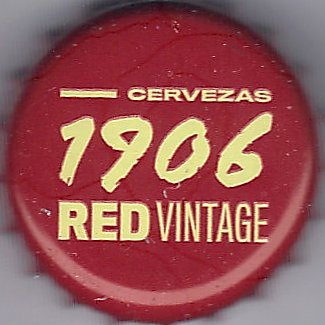 CERVEZAS
1906
RED VINTAGE